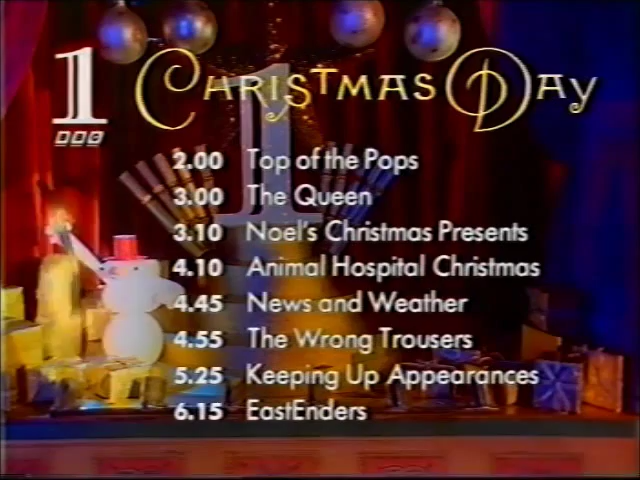 1 Christmas Day
BBC
2.00 Top of the Pops
3.00 The Queen
3.10 Noel's Christmas Presents
4.10 Animal Hospital Christmas
4.45 News and Weather
4.55 The Wrong Trousers
5.25 Keeping Up Appearances
6.15 EastEnders